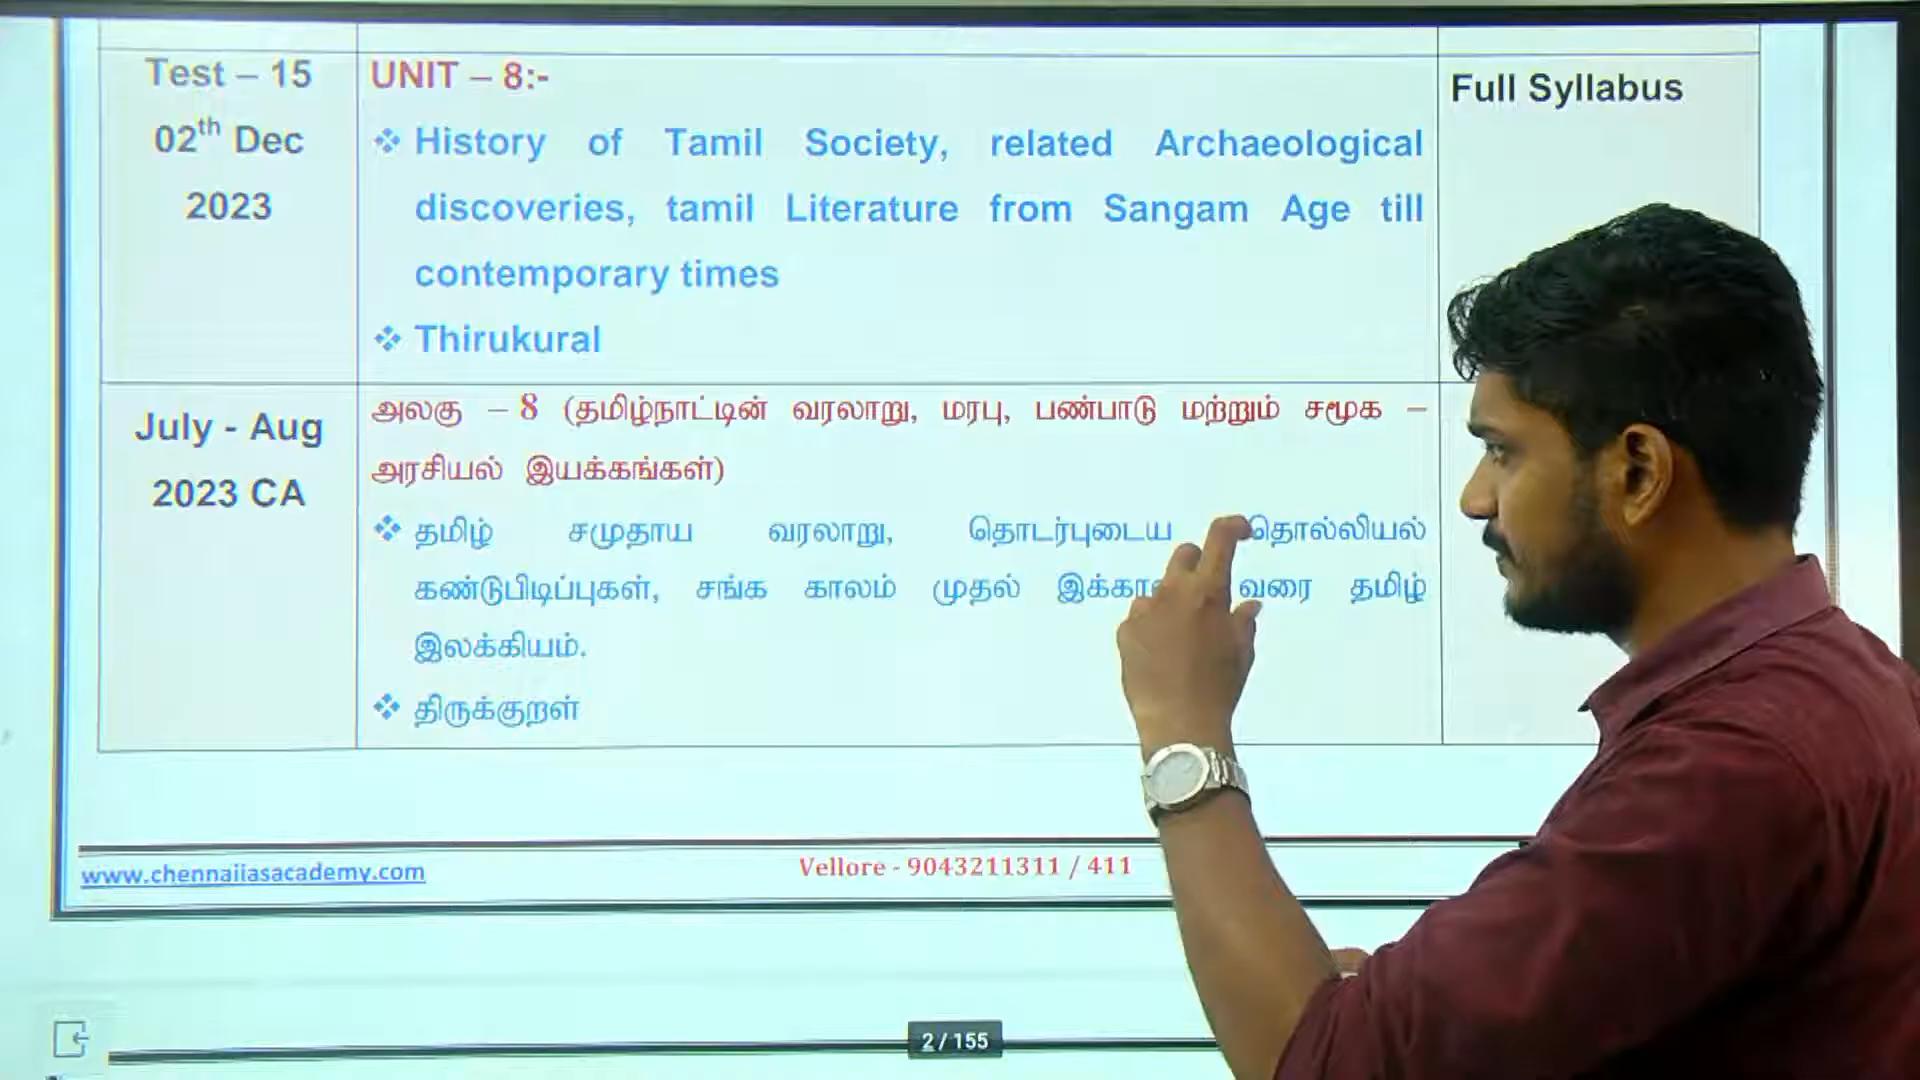 Test – 15
02th Dec
2023
UNIT – 8:-
❖ History of Tamil Society, related Archaeological
discoveries, tamil Literature from Sangam Age till
contemporary times
❖ Thirukural
Full Syllabus
July - Aug
2023 CA
அலகு – 8 (தமிழ்நாட்டின் வரலாறு, மரபு, பண்பாடு மற்றும் சமூக –
அரசியல் இயக்கங்கள்)
❖ தமிழ் சமுதாய வரலாறு, தொடர்புடைய தொல்லியல்
கண்டுபிடிப்புகள், சங்க காலம் முதல் வரை தமிழ்
இலக்கியம்.
❖ திருக்குறள்
www.chennaiiasacademy.com
Vellore - 9043211311 / 411
2 / 155